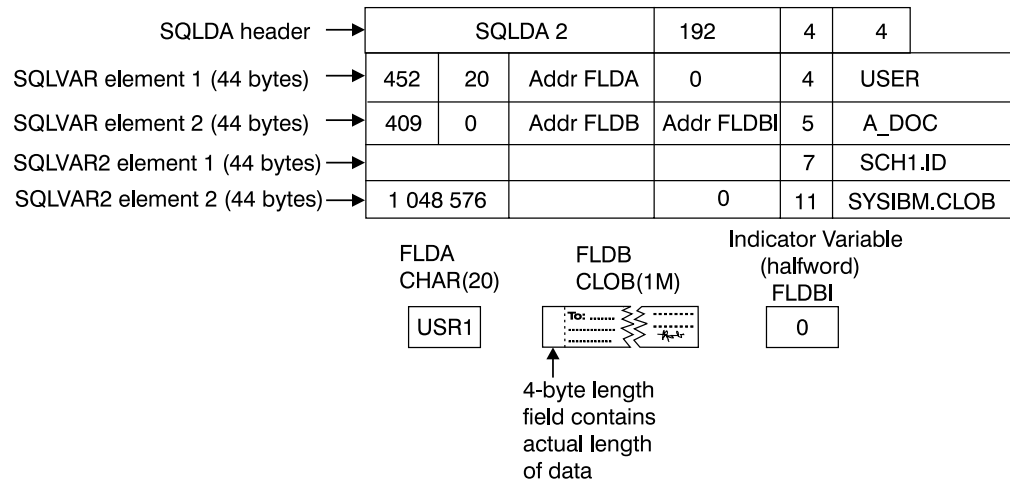 SQLDA header SQLDA 2 192 4 4
SQLVAR element 1 (44 bytes) 452 20 Addr FLDA 0 4 USER
SQLVAR element 2 (44 bytes) 409 0 Addr FLDB Addr FLDBI 5 A_DOC
SQLVAR2 element 1 (44 bytes) 7 SCH1.ID
SQLVAR2 element 2 (44 bytes) 1 048 576 0 11 SYSIBM.CLOB
FLDA
CHAR(20)
USR1
FLDB
CLOB(1M)
To:
Indicator Variable
(halfword)
FLDBI
0
4-byte length
field contains
actual length
of data